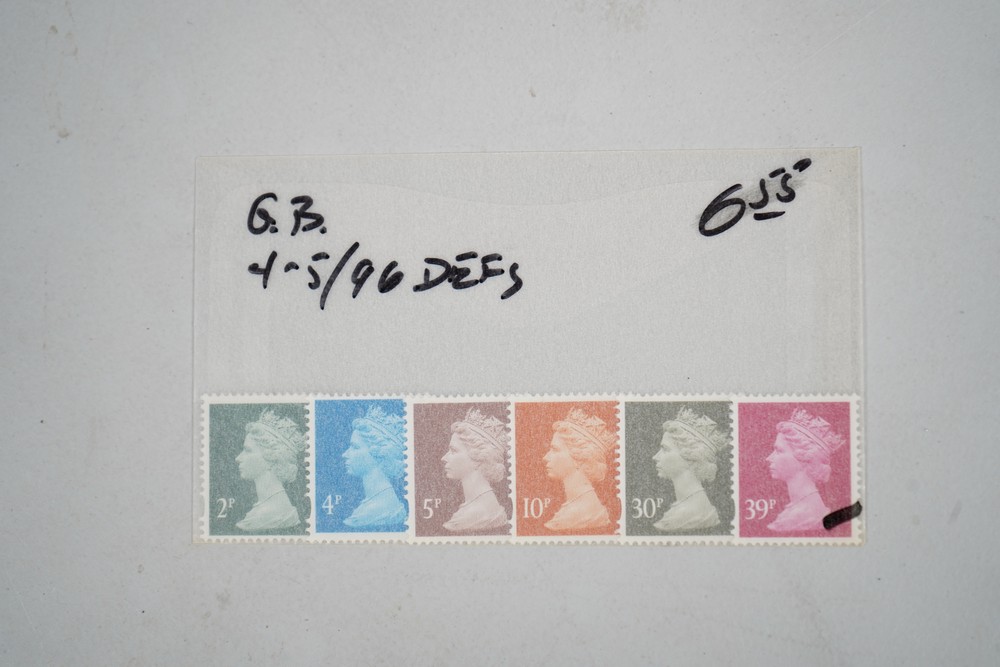 G.B.
6 55
4-5/96 DEFS
2P 4P 5P 10P 30P 39P